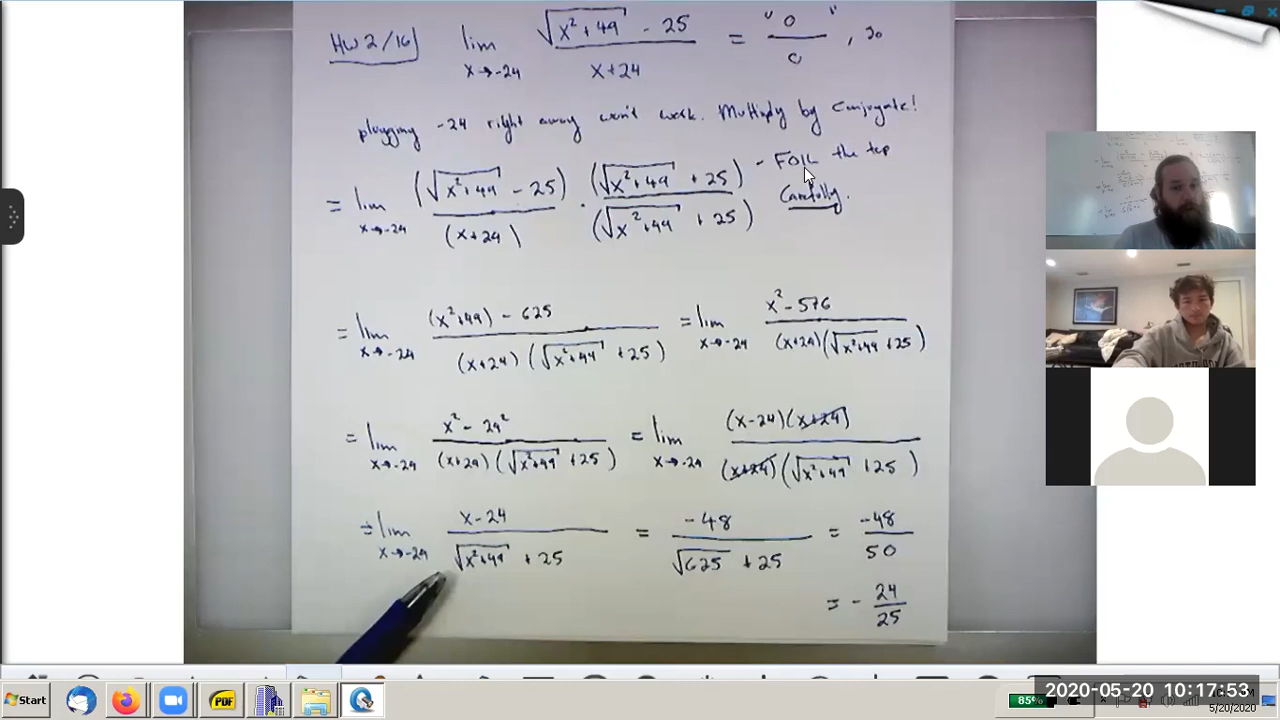 HW 2/16 lim x→-24 √(x²+49) - 25 / x+24 = "0/0", so
plugging -24 right away won't work. Multiply by Conjugate!
= lim x→-24 (√(x²+49) - 25) / (x+24) · (√(x²+49) + 25) / (√(x²+49) + 25) - FOIL the top
Carefully.
= lim x→-24 (x²+49) - 625 / (x+24)(√(x²+49) + 25) = lim x→-24 x² - 576 / (x+24)(√(x²+49) + 25)
= lim x→-24 x² - 24² / (x+24)(√(x²+49) + 25) = lim x→-24 (x-24)(x+24) / (x+24)(√(x²+49) + 25)
= lim x→-24 x-24 / √(x²+49) + 25 = -48 / √625 + 25 = -48 / 50
= - 24 / 25
Start
PDF
85%
2020-05-20 10:17:53
5/20/2020